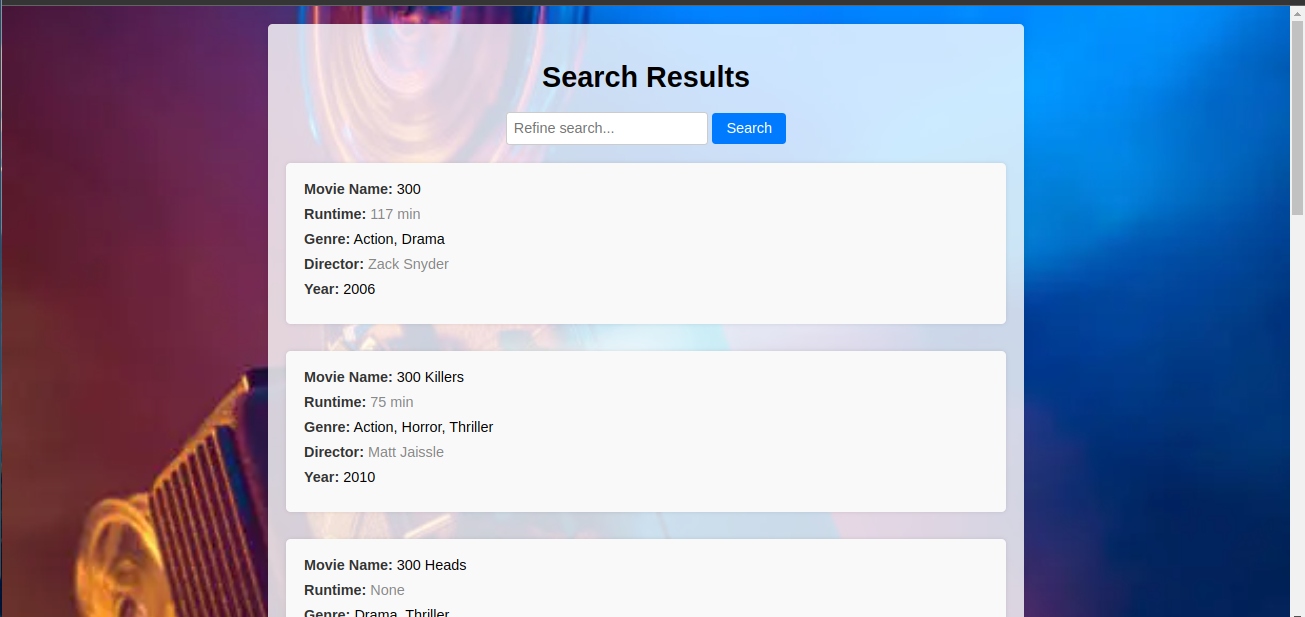 Search Results
Refine search... Search
Movie Name: 300
Runtime: 117 min
Genre: Action, Drama
Director: Zack Snyder
Year: 2006
Movie Name: 300 Killers
Runtime: 75 min
Genre: Action, Horror, Thriller
Director: Matt Jaissle
Year: 2010
Movie Name: 300 Heads
Runtime: None
Genre: Drama, Thriller